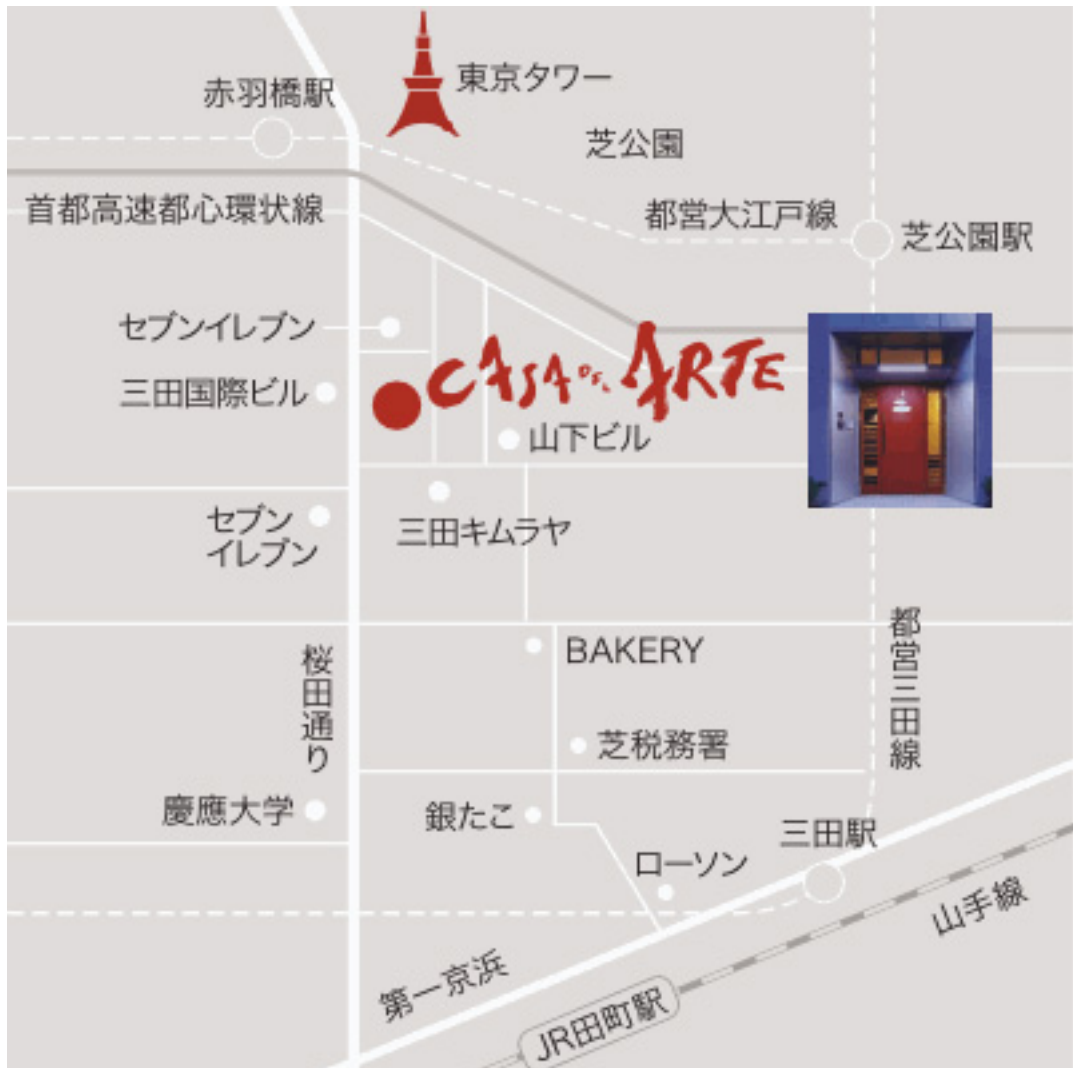 赤羽橋駅
東京タワー
芝公園
首都高速都心環状線
都営大江戸線
芝公園駅
セブンイレブン
三田国際ビル
CASA DEL ARTE
山下ビル
セブン
イレブン
三田キムラヤ
桜田通り
BAKERY
都営三田線
芝税務署
慶應大学
銀たこ
三田駅
ローソン
山手線
第一京浜
JR田町駅